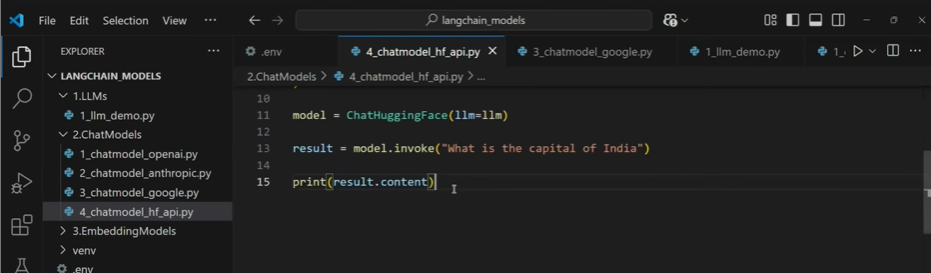 File Edit Selection View ··· langchain_models
EXPLORER ···
LANGCHAIN_MODELS
1.LLMs
1_llm_demo.py
2.ChatModels
1_chatmodel_openai.py
2_chatmodel_anthropic.py
3_chatmodel_google.py
4_chatmodel_hf_api.py
3.EmbeddingModels
venv
.env
.env 4_chatmodel_hf_api.py 3_chatmodel_google.py 1_llm_demo.py 1_
2.ChatModels > 4_chatmodel_hf_api.py > ...
10
11 model = ChatHuggingFace(llm=llm)
12
13 result = model.invoke("What is the capital of India")
14
15 print(result.content)